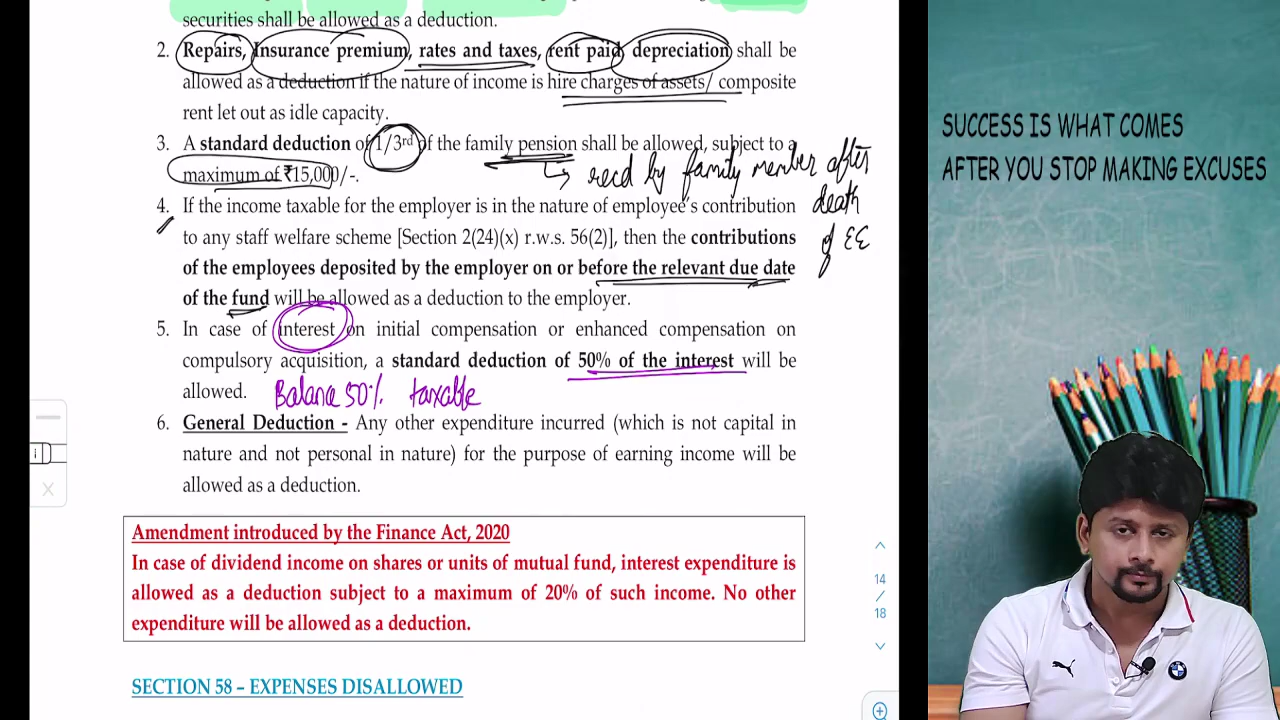 securities shall be allowed as a deduction.
2. Repairs, Insurance premium, rates and taxes, rent paid depreciation shall be
allowed as a deduction if the nature of income is hire charges of assets/ composite
rent let out as idle capacity.
3. A standard deduction of 1/3rd of the family pension shall be allowed, subject to a
maximum of ₹15,000/-.
recd by family member after
death
of EE
4. If the income taxable for the employer is in the nature of employee's contribution
to any staff welfare scheme [Section 2(24)(x) r.w.s. 56(2)], then the contributions
of the employees deposited by the employer on or before the relevant due date
of the fund will be allowed as a deduction to the employer.
5. In case of interest on initial compensation or enhanced compensation on
compulsory acquisition, a standard deduction of 50% of the interest will be
allowed. Balance 50% taxable
6. General Deduction - Any other expenditure incurred (which is not capital in
nature and not personal in nature) for the purpose of earning income will be
allowed as a deduction.
Amendment introduced by the Finance Act, 2020
In case of dividend income on shares or units of mutual fund, interest expenditure is
allowed as a deduction subject to a maximum of 20% of such income. No other
expenditure will be allowed as a deduction.
SECTION 58 – EXPENSES DISALLOWED
14
/
18
SUCCESS IS WHAT COMES
AFTER YOU STOP MAKING EXCUSES